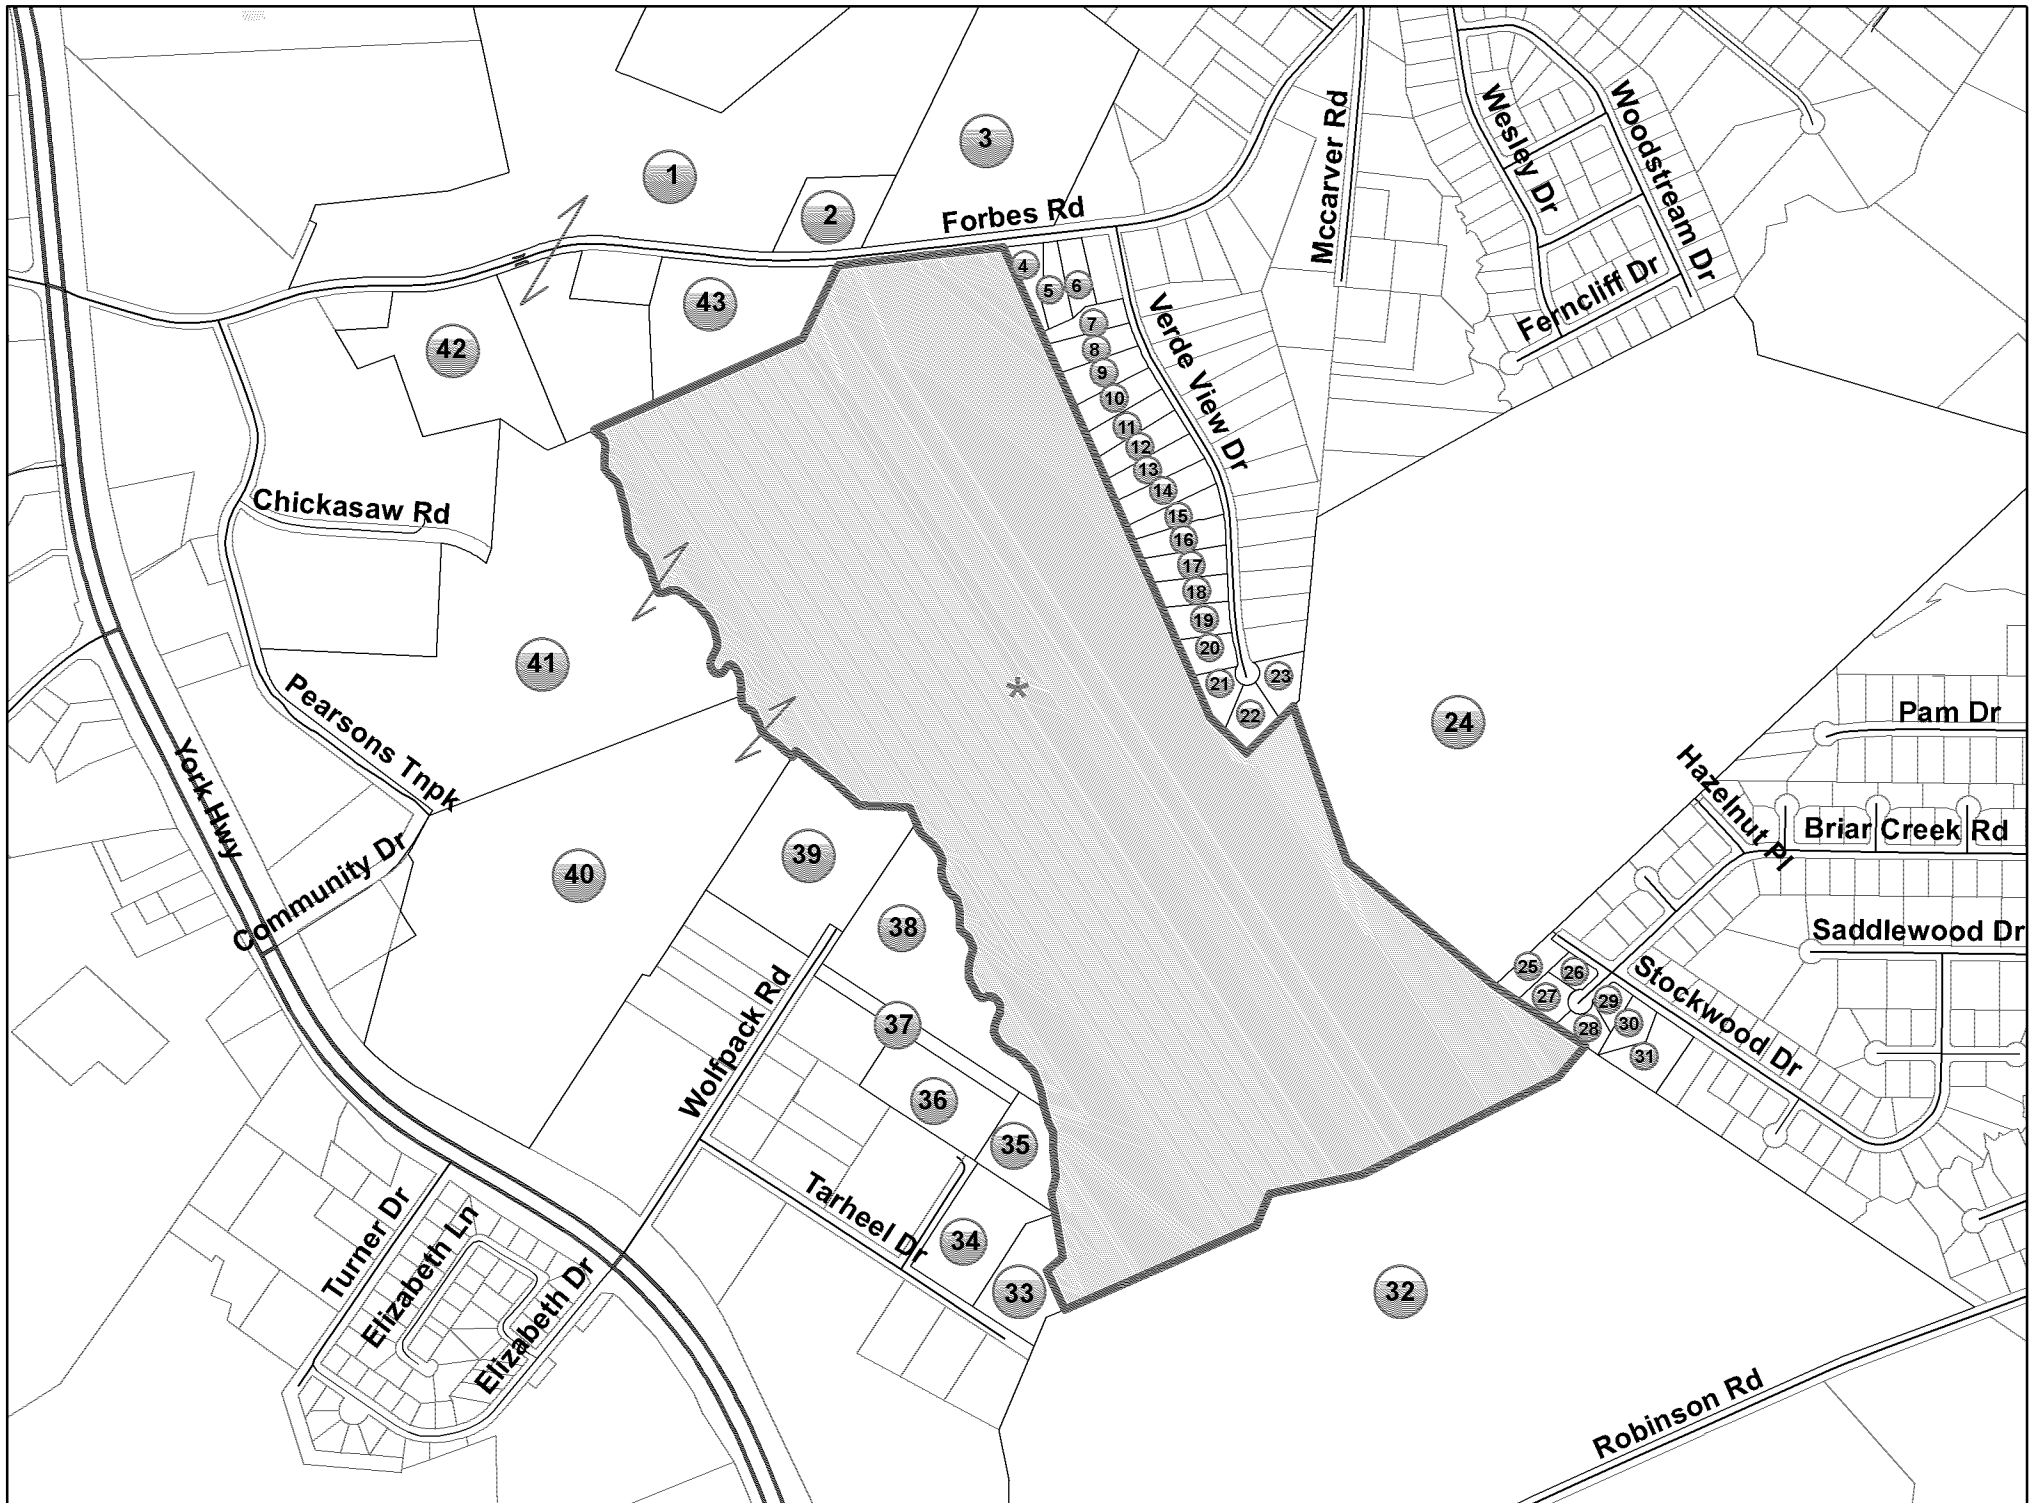 1
3
2
Forbes Rd
Mccarver Rd
Wesley Dr
Woodstream Dr
Ferncliff Dr
4
5
6
43
42
7
8
9
10
11
12
13
14
15
16
17
18
19
20
21
22
23
Verde View Dr
Chickasaw Rd
41
*
24
Pearsons Tnpk
York Hwy
Community Dr
40
39
38
37
36
35
34
33
Wolfpack Rd
Tarheel Dr
Pam Dr
Hazelnut Pl
Briar Creek Rd
Saddlewood Dr
Stockwood Dr
25
26
27
28
29
30
31
32
Turner Dr
Elizabeth Ln
Elizabeth Dr
Robinson Rd